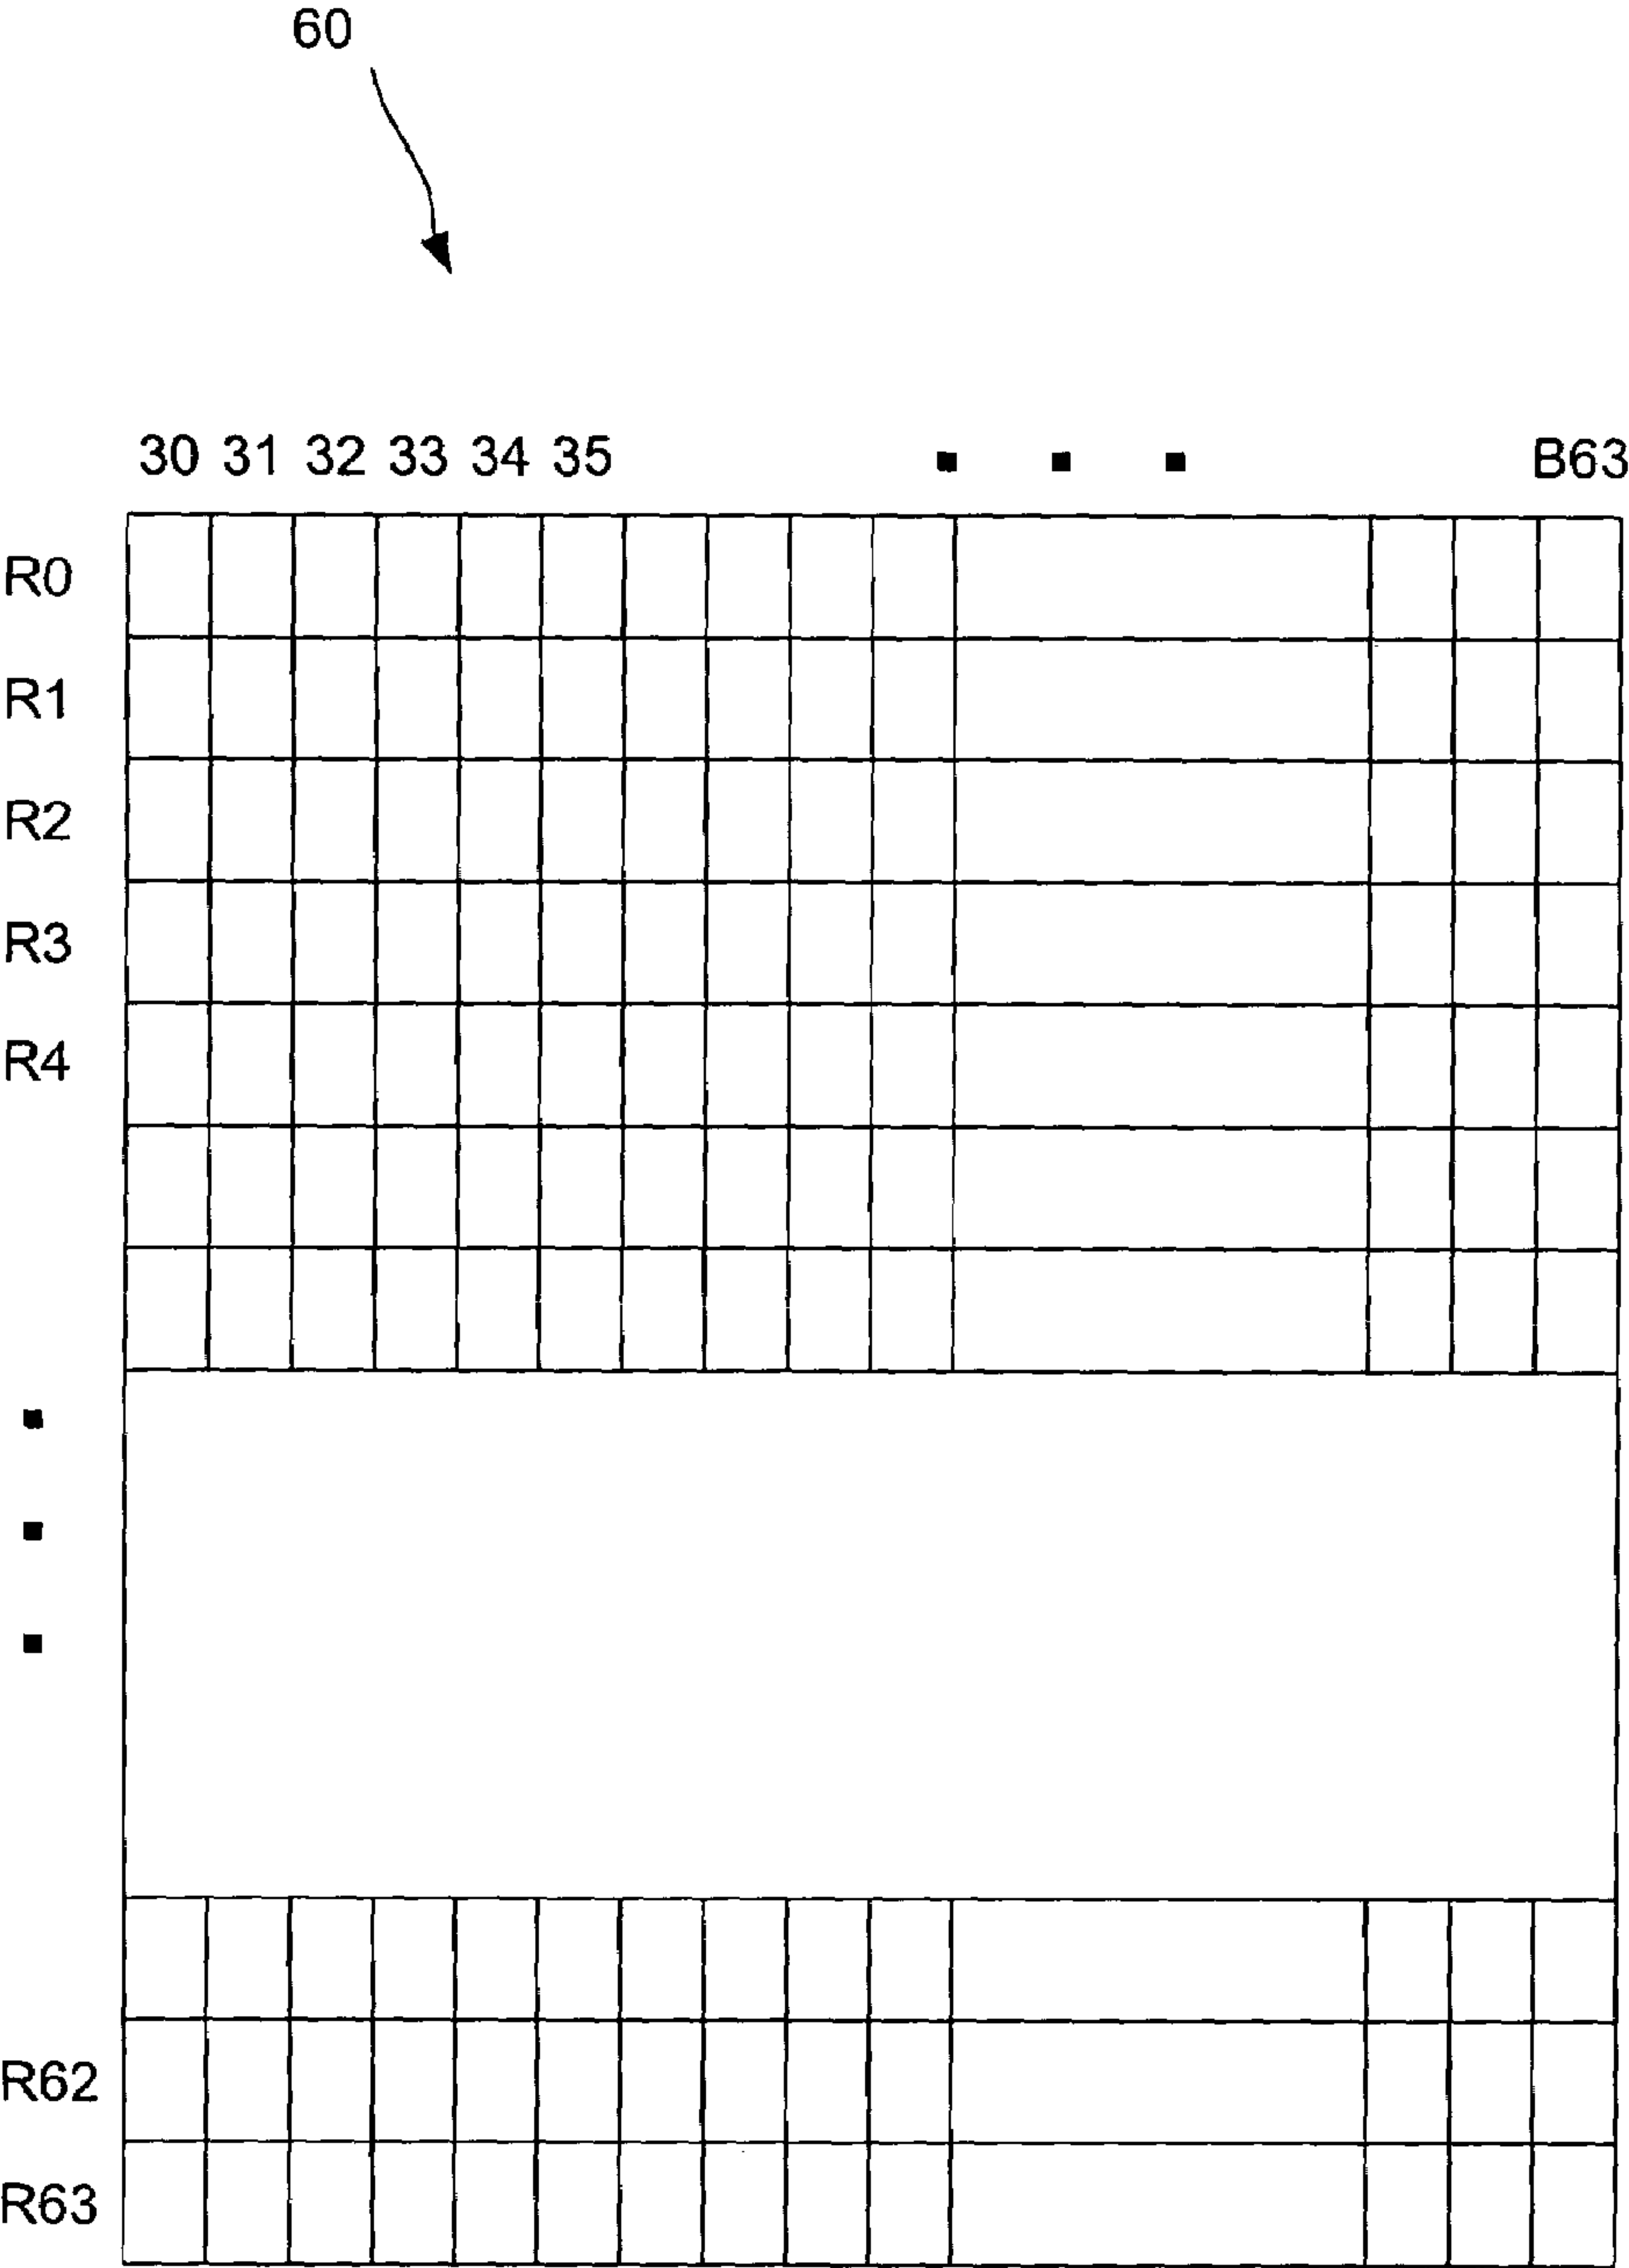 60
30 31 32 33 34 35 ▪ ▪ ▪ B63
R0
R1
R2
R3
R4
▪
▪
▪
R62
R63